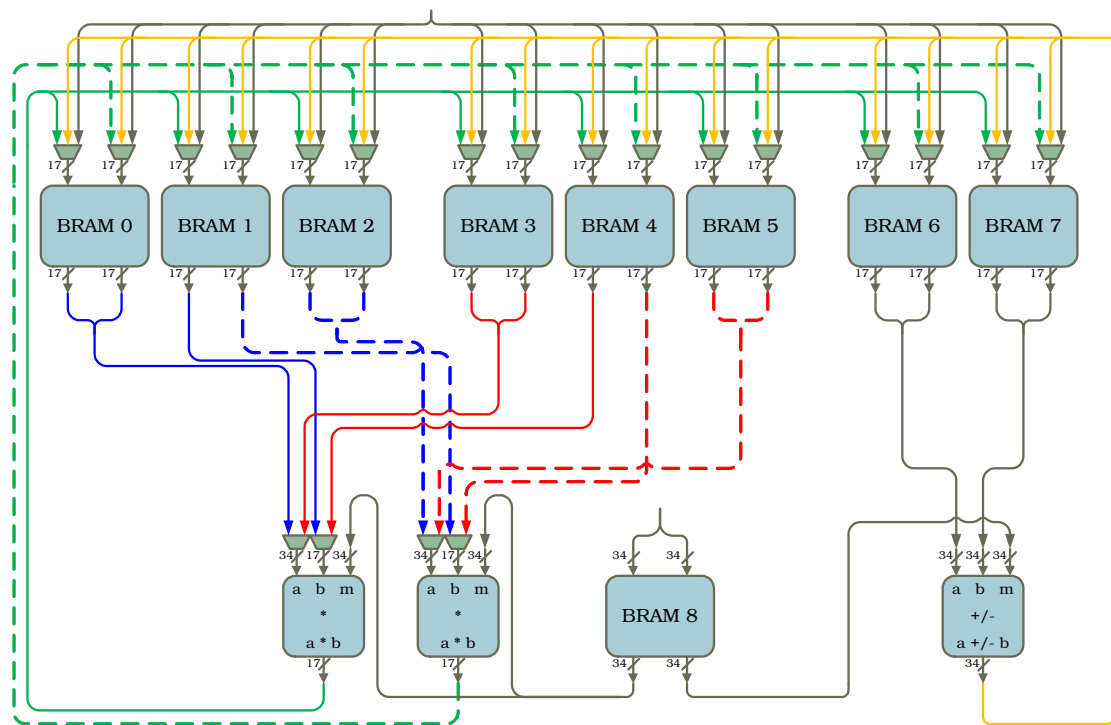 17 17 17 17 17 17 17 17 17 17 17 17 17 17 17 17
BRAM 0 BRAM 1 BRAM 2 BRAM 3 BRAM 4 BRAM 5 BRAM 6 BRAM 7
17 17 17 17 17 17 17 17 17 17 17 17 17 17 17 17
34 17 34 34 17 34 34 34 34 34 34
a b m a b m a b m
* * BRAM 8 +/-
a * b a * b a +/- b
17 17 34 34 34